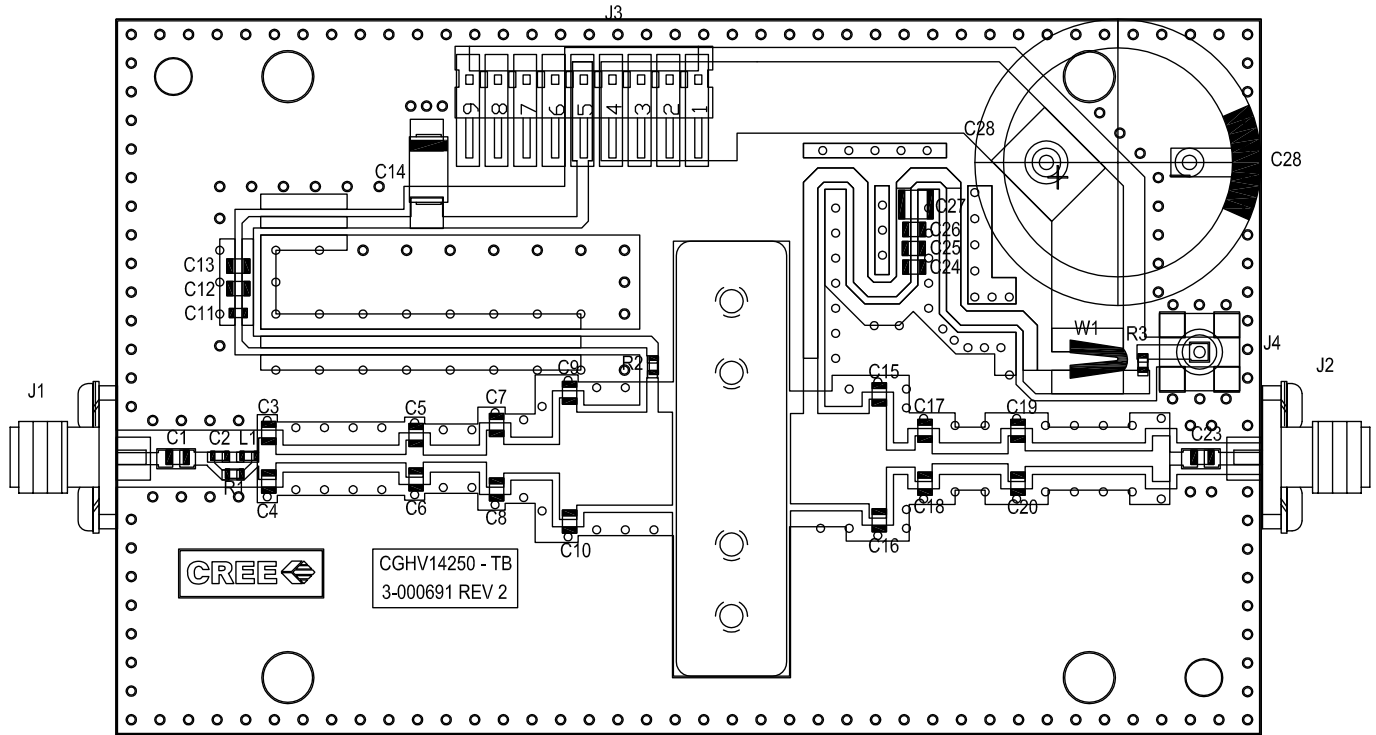 J3
9 8 7 6 5 4 3 2 1
C28
C28
C14
C27
C26
C25
C24
C13
C12
C11
W1
R3
J4
R2
C9
C15
J1
J2
C3
C5
C7
C17
C19
C1
C2
L1
C23
R1
C4
C6
C8
C18
C20
C10
C16
CREE
CGHV14250 - TB
3-000691 REV 2